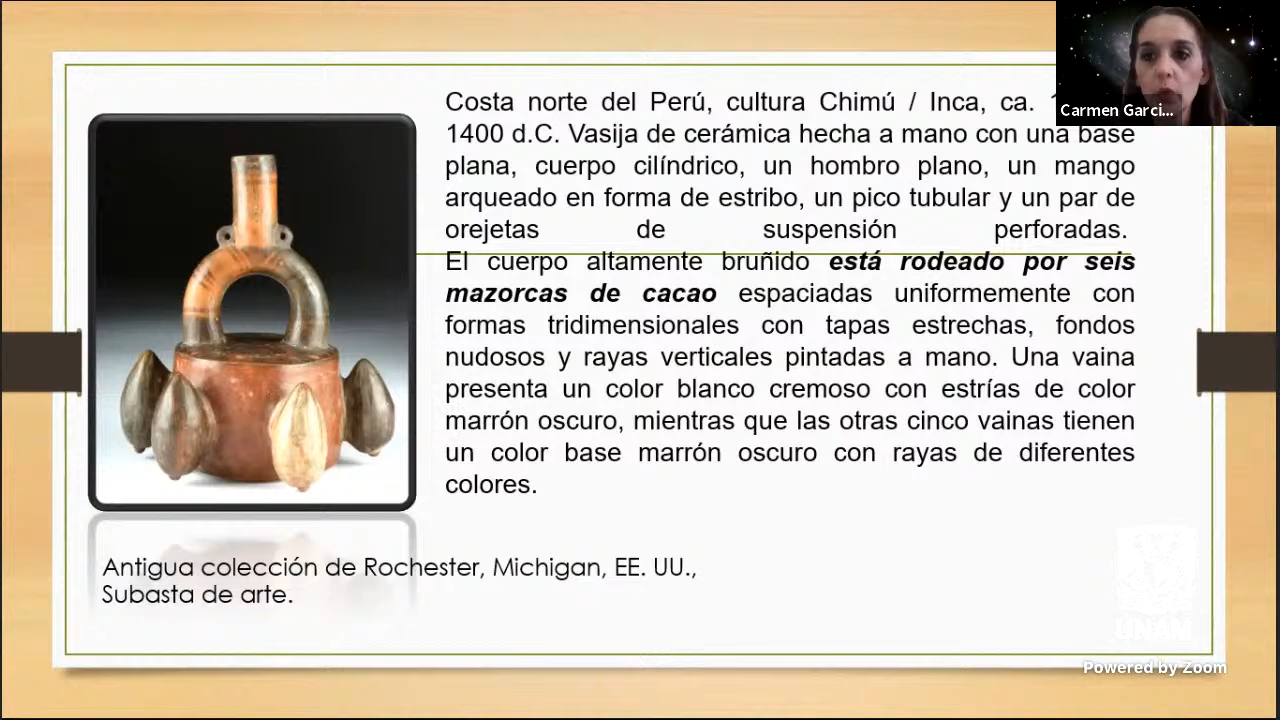 Costa norte del Perú, cultura Chimú / Inca, ca.
1400 d.C. Vasija de cerámica hecha a mano con una base
plana, cuerpo cilíndrico, un hombro plano, un mango
arqueado en forma de estribo, un pico tubular y un par de
orejetas de suspensión perforadas.
El cuerpo altamente bruñido está rodeado por seis
mazorcas de cacao espaciadas uniformemente con
formas tridimensionales con tapas estrechas, fondos
nudosos y rayas verticales pintadas a mano. Una vaina
presenta un color blanco cremoso con estrías de color
marrón oscuro, mientras que las otras cinco vainas tienen
un color base marrón oscuro con rayas de diferentes
colores.
Antigua colección de Rochester, Michigan, EE. UU.,
Subasta de arte.
Carmen Garci...
UNAM
Powered by Zoom